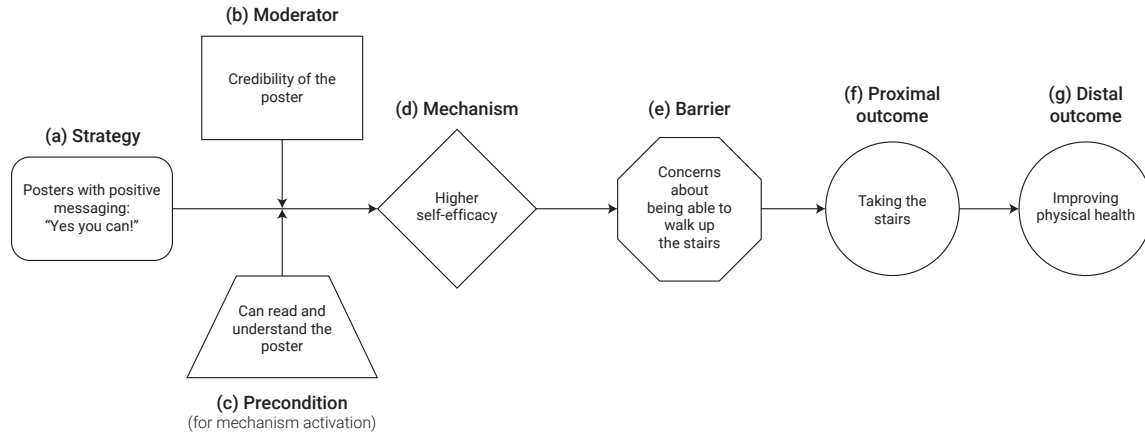 (b) Moderator
Credibility of the
poster
(a) Strategy
Posters with positive
messaging:
“Yes you can!”
(c) Precondition
(for mechanism activation)
Can read and
understand the
poster
(d) Mechanism
Higher
self-efficacy
(e) Barrier
Concerns
about
being able to
walk up
the stairs
(f) Proximal
outcome
Taking the
stairs
(g) Distal
outcome
Improving
physical health